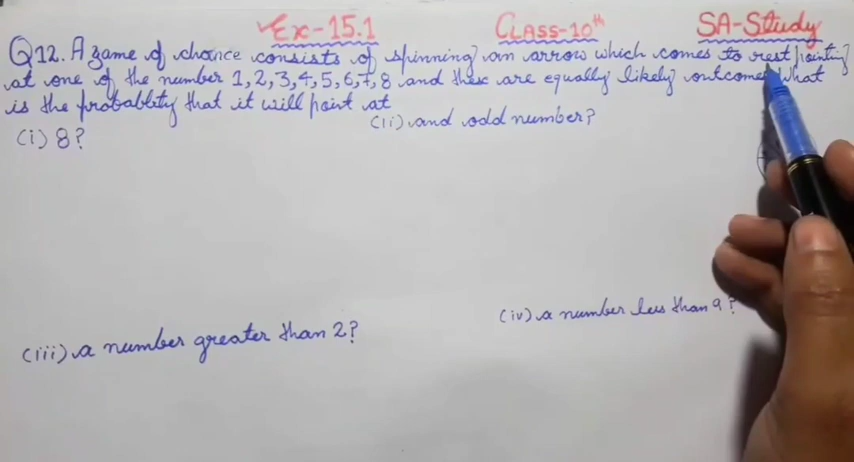 Ex-15.1 CLASS-10th SA-Study
Q12. A game of chance consists of spinning an arrow which comes to rest pointing
at one of the number 1,2,3,4,5,6,7,8 and these are equally likely outcomes What
is the probablity that it will point at
(i) 8? (ii) and odd number?
(iii) a number greater than 2? (iv) a number less than 9?